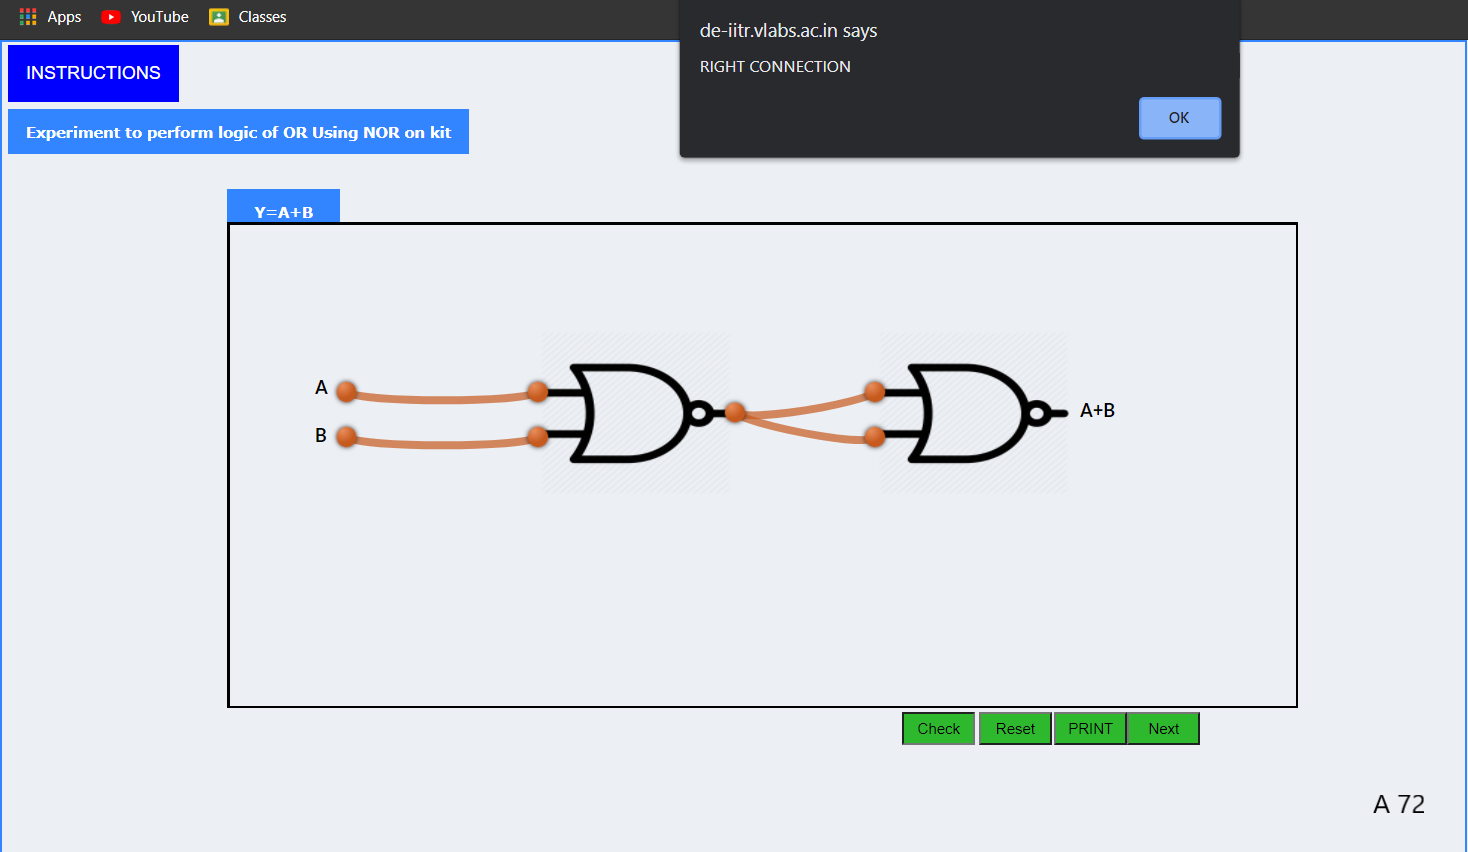 Apps YouTube Classes
de-iitr.vlabs.ac.in says
RIGHT CONNECTION
OK
INSTRUCTIONS
Experiment to perform logic of OR Using NOR on kit
Y=A+B
A
B
A+B
Check Reset PRINT Next
A 72